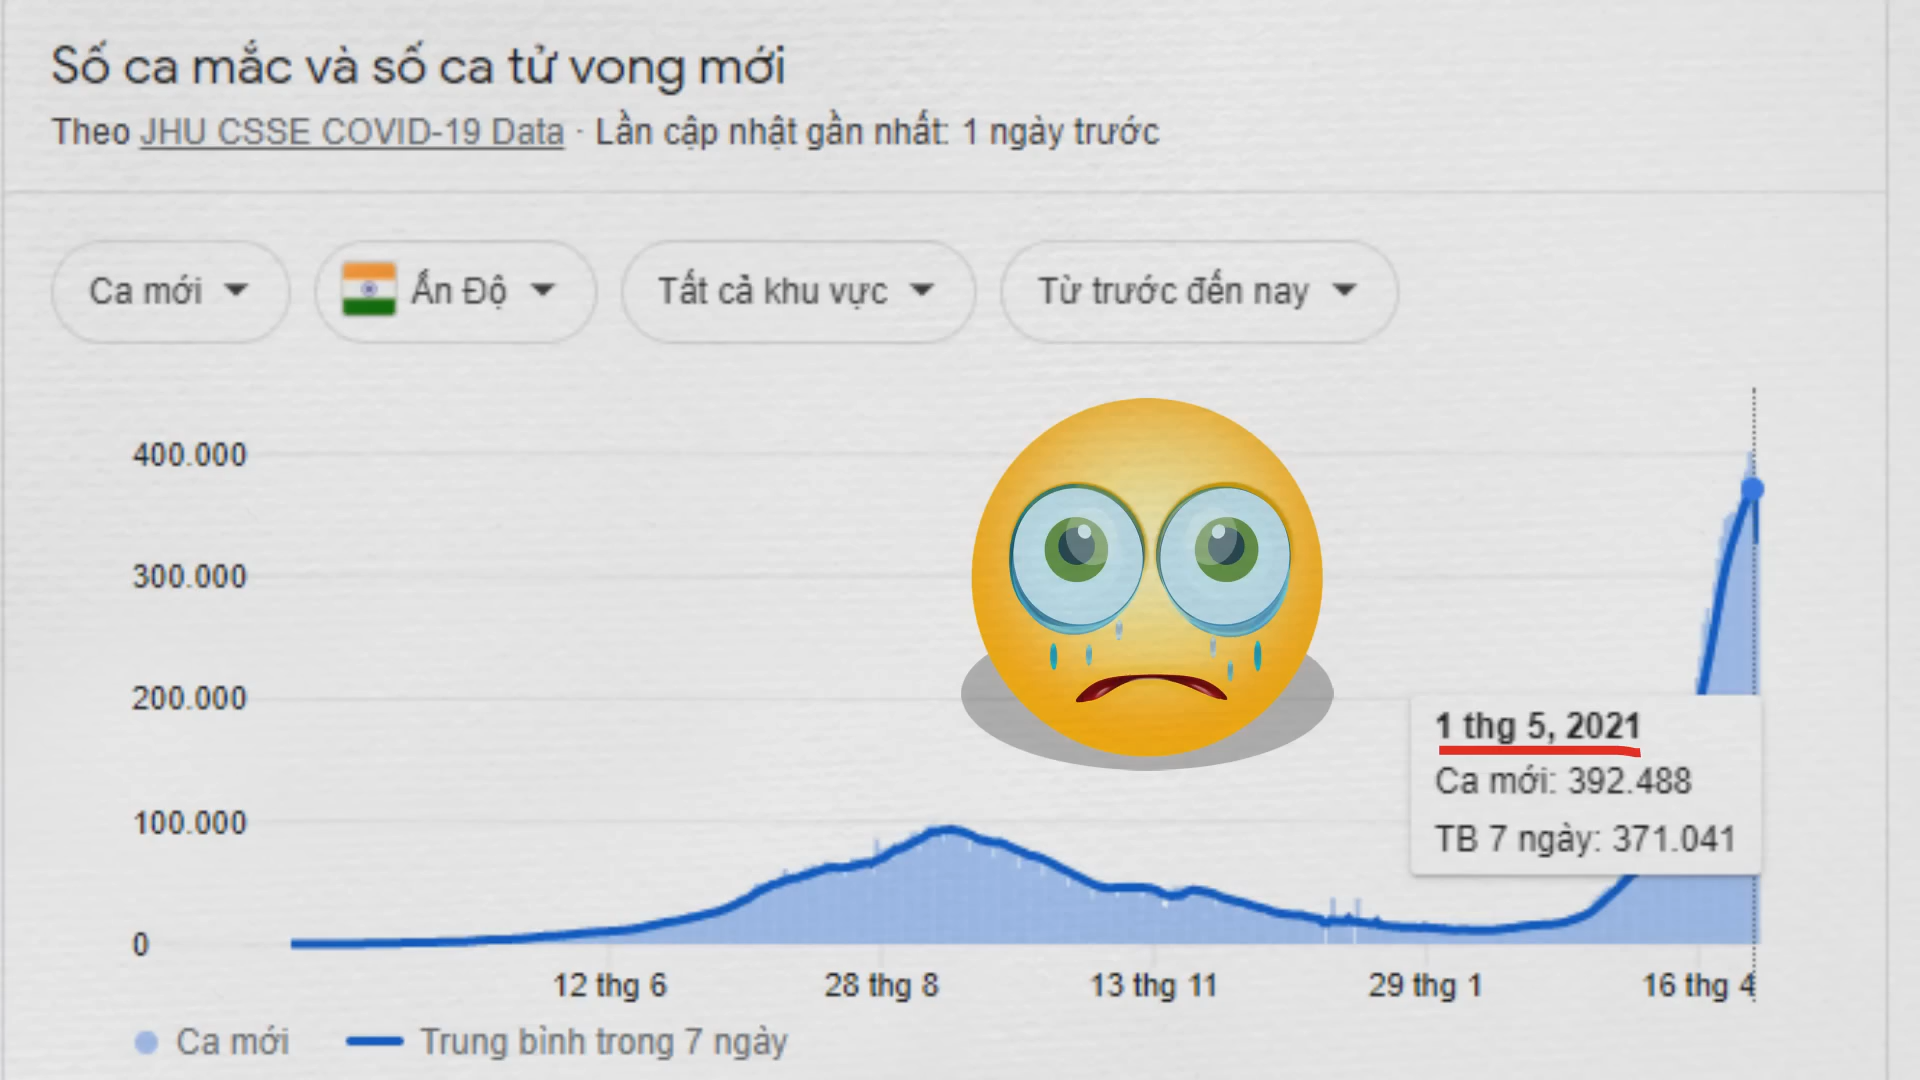 Số ca mắc và số ca tử vong mới
Theo JHU CSSE COVID-19 Data · Lần cập nhật gần nhất: 1 ngày trước
Ca mới Ấn Độ Tất cả khu vực Từ trước đến nay
400.000
300.000
200.000
100.000
0
1 thg 5, 2021
Ca mới: 392.488
TB 7 ngày: 371.041
12 thg 6 28 thg 8 13 thg 11 29 thg 1 16 thg 4
Ca mới Trung bình trong 7 ngày